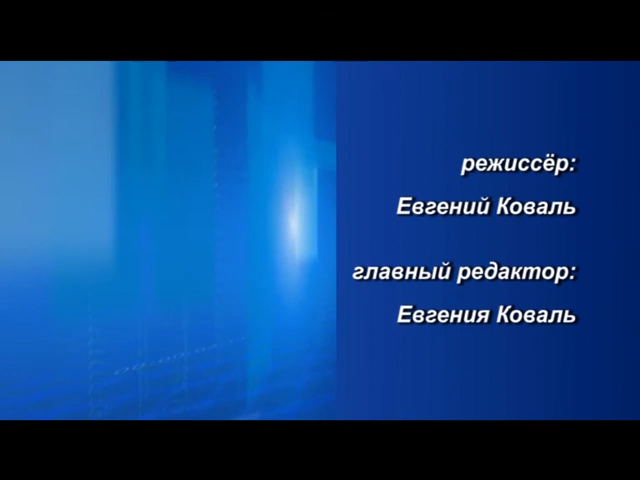 режиссёр:
Евгений Коваль
главный редактор:
Евгения Коваль